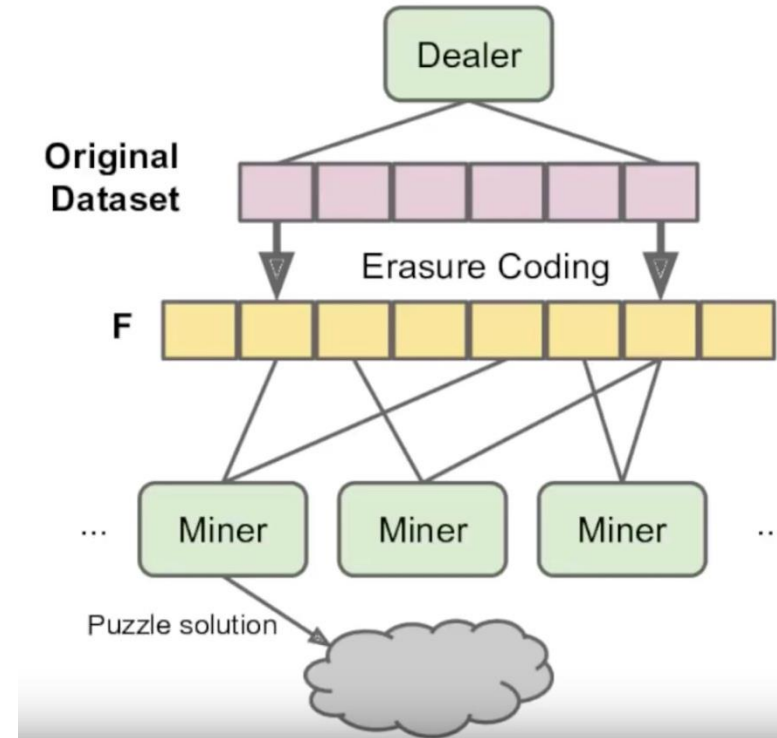 Dealer
Original
Dataset
Erasure Coding
F
... Miner Miner Miner ..
Puzzle solution